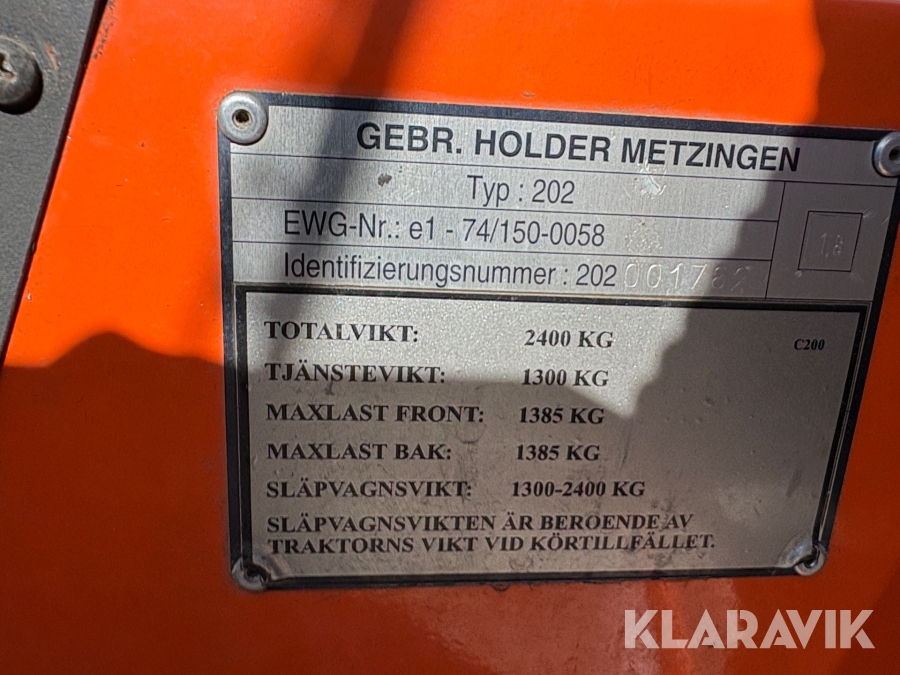 GEBR. HOLDER METZINGEN
Typ : 202
EWG-Nr.: e1 - 74/150-0058
Identifizierungsnummer : 202 001782
18
TOTALVIKT: 2400 KG C200
TJÄNSTEVIKT: 1300 KG
MAXLAST FRONT: 1385 KG
MAXLAST BAK: 1385 KG
SLÄPVAGNSVIKT: 1300-2400 KG
SLÄPVAGNSVIKTEN ÄR BEROENDE AV
TRAKTORNS VIKT VID KÖRTILLFÄLLET.
KLARAVIK